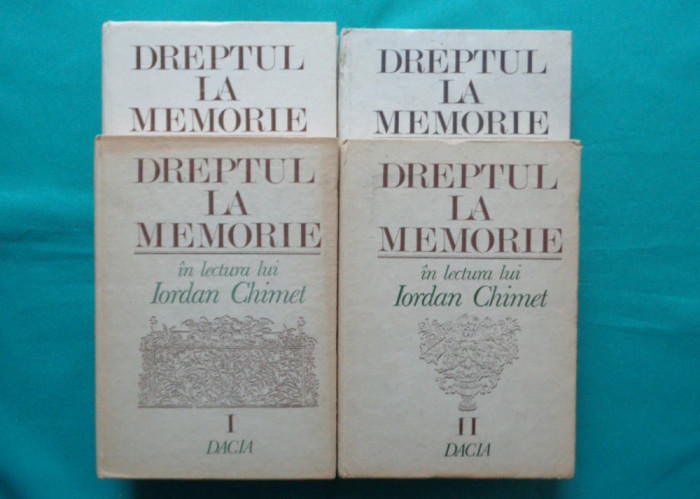 DREPTUL
LA
MEMORIE
DREPTUL
LA
MEMORIE
DREPTUL
LA
MEMORIE
în lectura lui
Iordan Chimet
I
DACIA
DREPTUL
LA
MEMORIE
în lectura lui
Iordan Chimet
II
DACIA